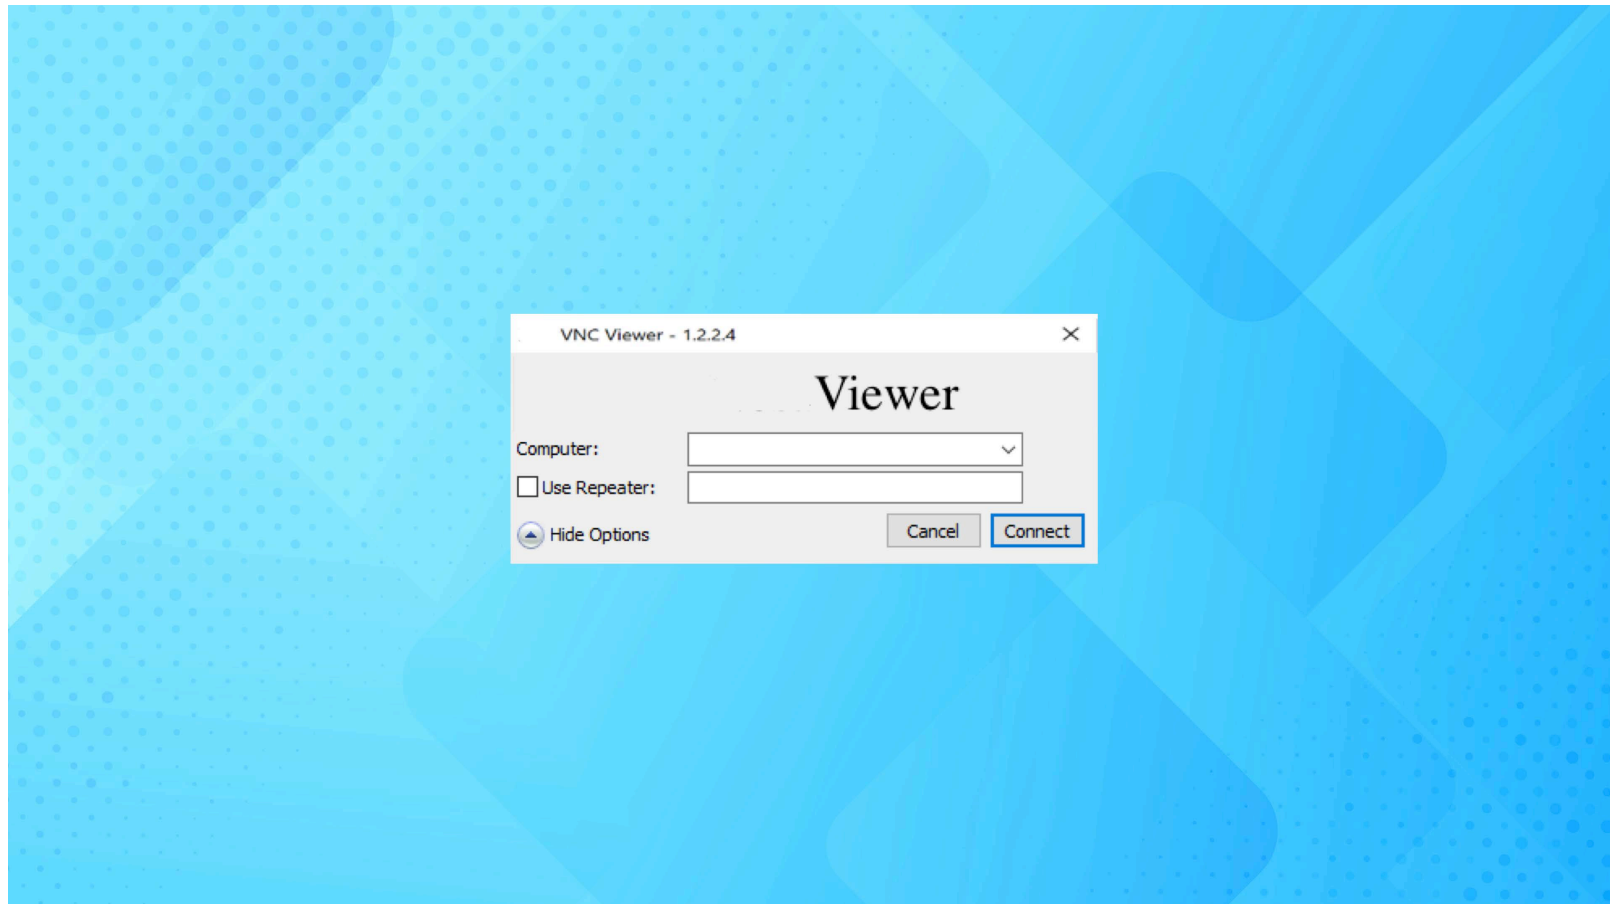 VNC Viewer - 1.2.2.4
Viewer
Computer:
Use Repeater:
Hide Options
Cancel
Connect